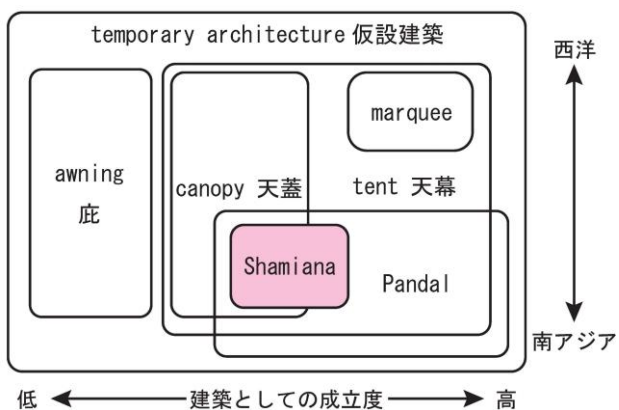 temporary architecture 仮設建築
西洋
marquee
awning
庇
canopy 天蓋
tent 天幕
Shamiana
Pandal
南アジア
低
建築としての成立度
高